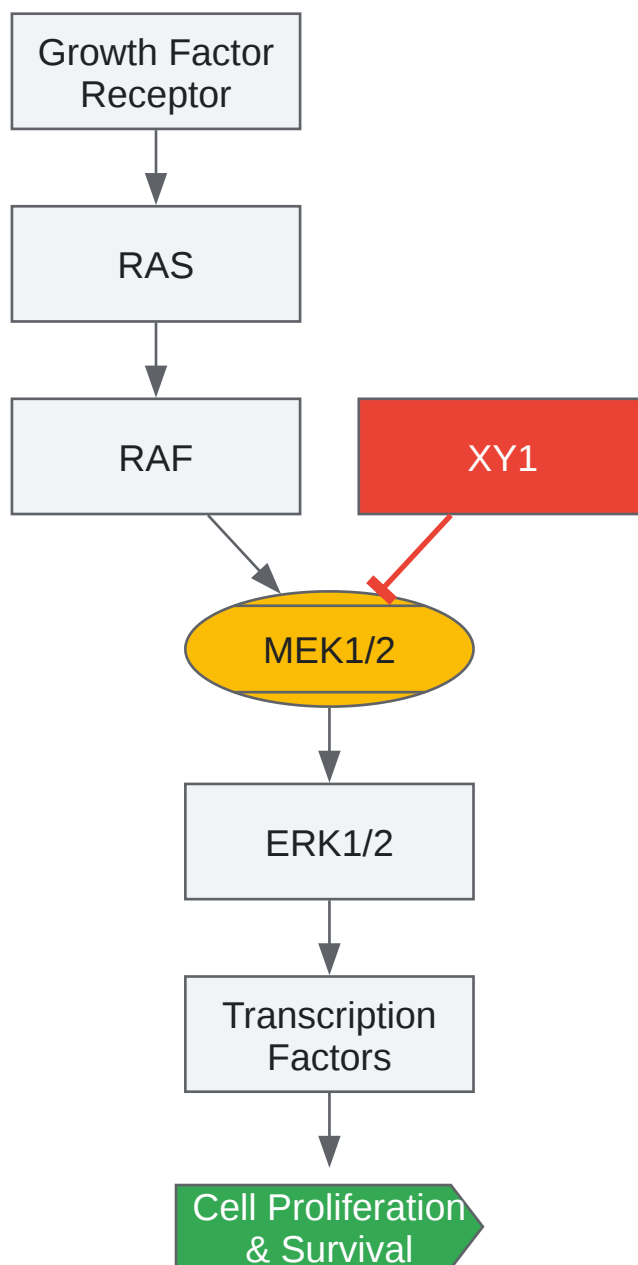 Growth Factor
Receptor
RAS
RAF
XY1
MEK1/2
ERK1/2
Transcription
Factors
Cell Proliferation
& Survival